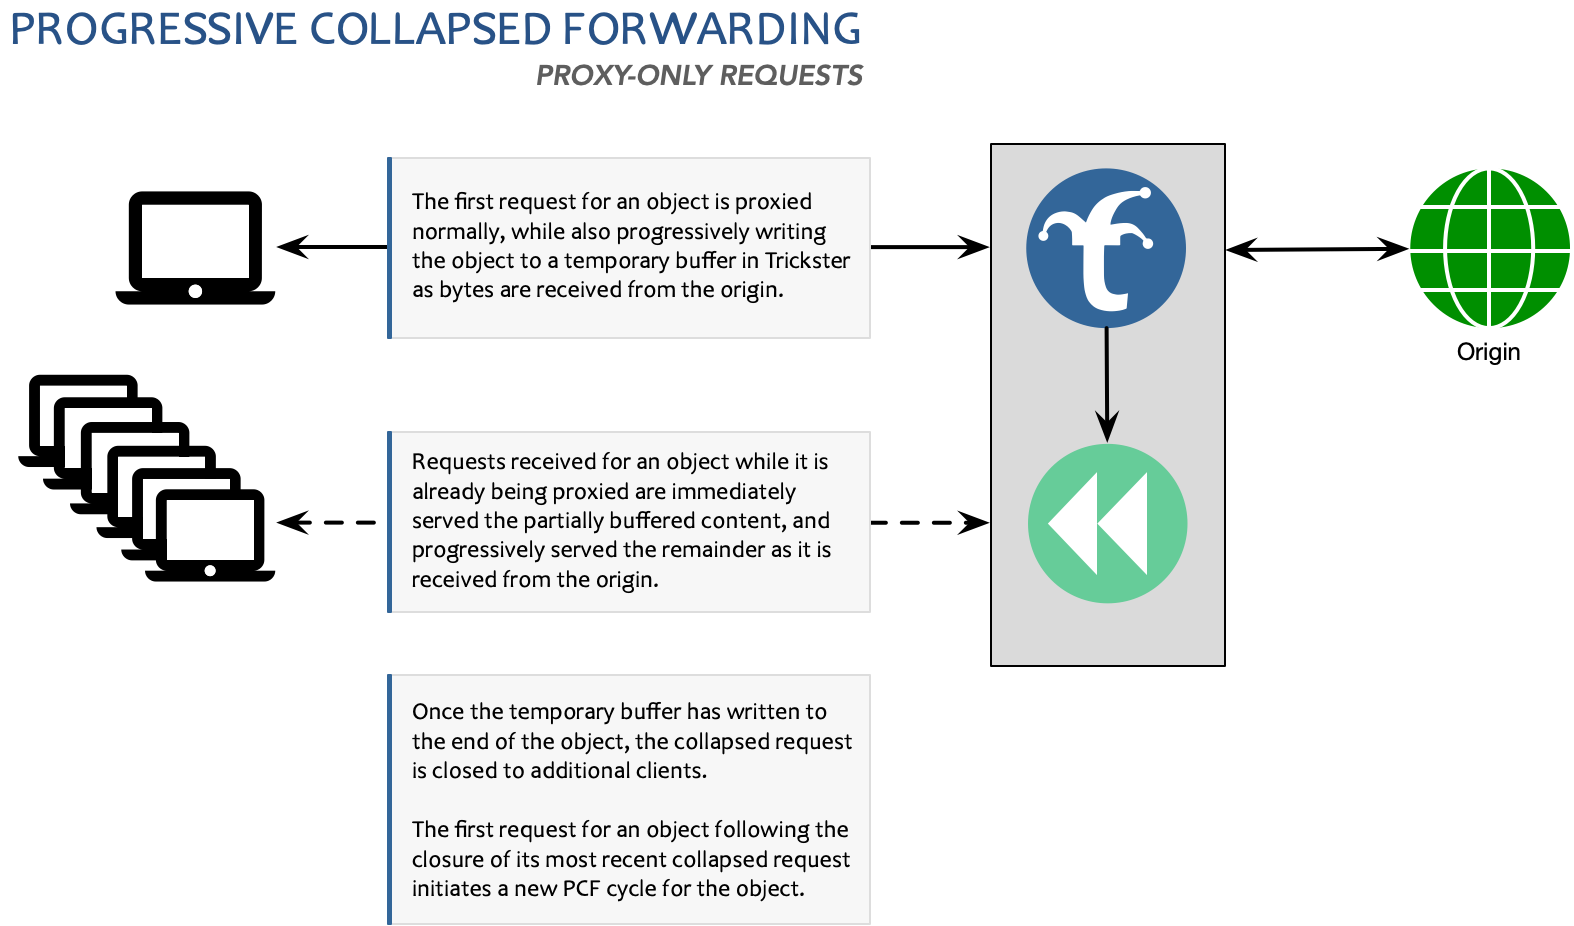 PROGRESSIVE COLLAPSED FORWARDING
PROXY-ONLY REQUESTS
The first request for an object is proxied
normally, while also progressively writing
the object to a temporary buffer in Trickster
as bytes are received from the origin.
Origin
Requests received for an object while it is
already being proxied are immediately
served the partially buffered content, and
progressively served the remainder as it is
received from the origin.
Once the temporary buffer has written to
the end of the object, the collapsed request
is closed to additional clients.
The first request for an object following the
closure of its most recent collapsed request
initiates a new PCF cycle for the object.